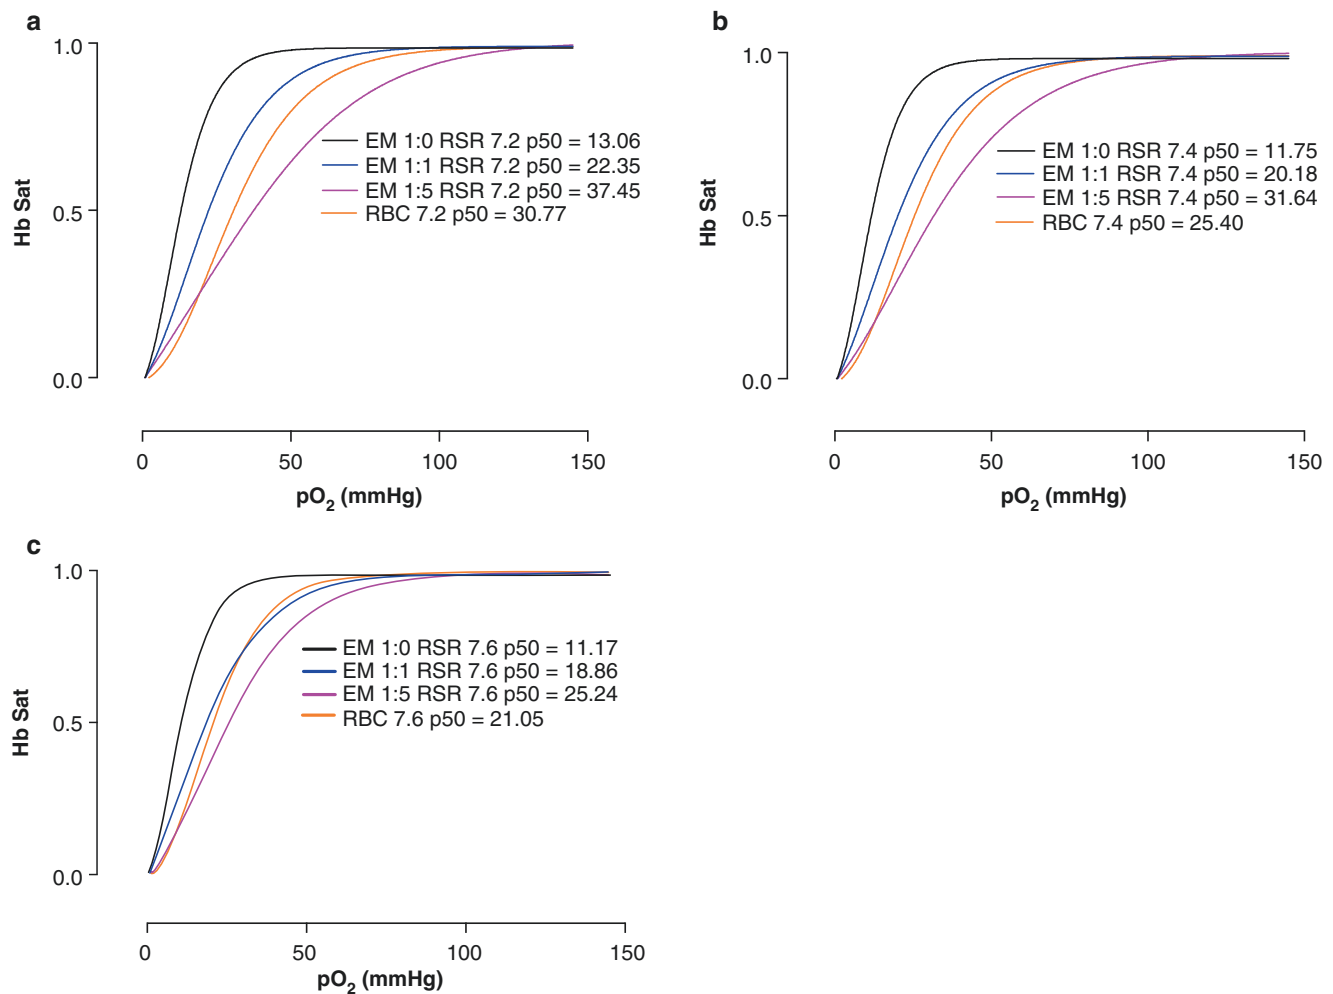 a
1.0
0.5
0.0
Hb Sat
EM 1:0 RSR 7.2 p50 = 13.06
EM 1:1 RSR 7.2 p50 = 22.35
EM 1:5 RSR 7.2 p50 = 37.45
RBC 7.2 p50 = 30.77
0 50 100 150
pO2 (mmHg)
b
1.0
0.5
0.0
Hb Sat
EM 1:0 RSR 7.4 p50 = 11.75
EM 1:1 RSR 7.4 p50 = 20.18
EM 1:5 RSR 7.4 p50 = 31.64
RBC 7.4 p50 = 25.40
0 50 100 150
pO2 (mmHg)
c
1.0
0.5
0.0
Hb Sat
EM 1:0 RSR 7.6 p50 = 11.17
EM 1:1 RSR 7.6 p50 = 18.86
EM 1:5 RSR 7.6 p50 = 25.24
RBC 7.6 p50 = 21.05
0 50 100 150
pO2 (mmHg)